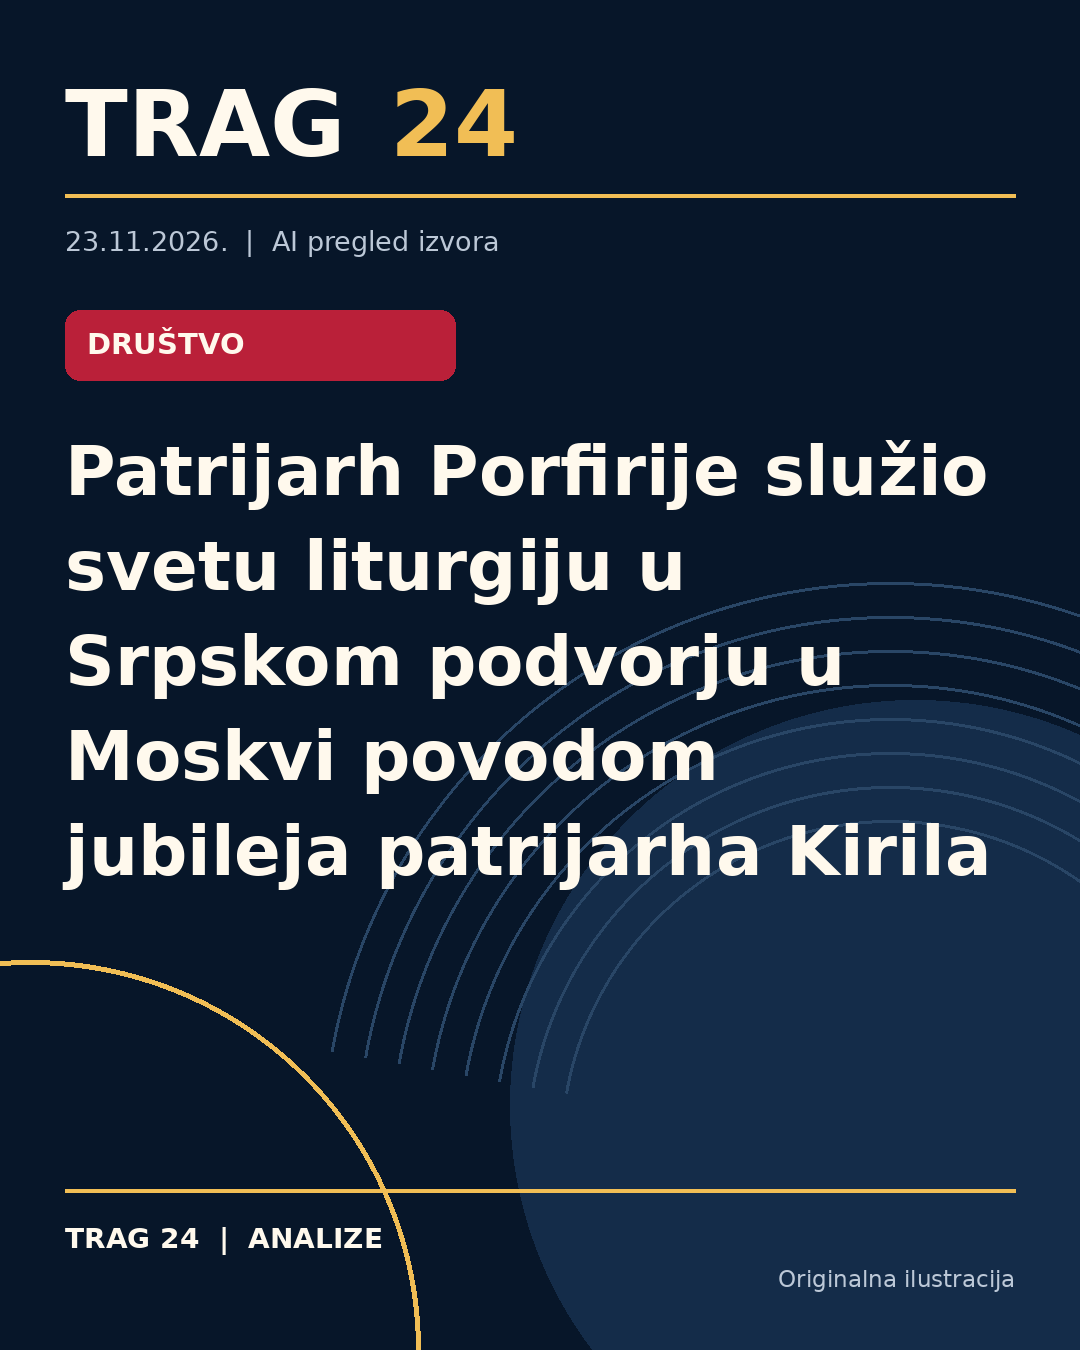 TRAG 24
23.11.2026. | AI pregled izvora
DRUŠTVO
Patrijarh Porfirije služio
svetu liturgiju u
Srpskom podvorju u
Moskvi povodom
jubileja patrijarha Kirila
TRAG 24 | ANALIZE
Originalna ilustracija